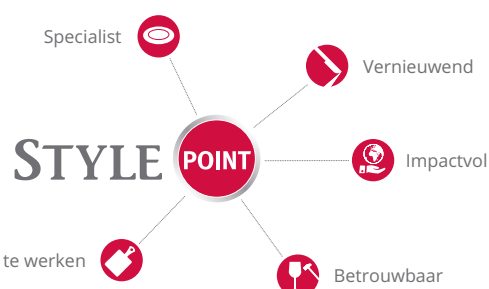 Specialist
Vernieuwend
STYLE POINT
Impactvol
te werken
Betrouwbaar